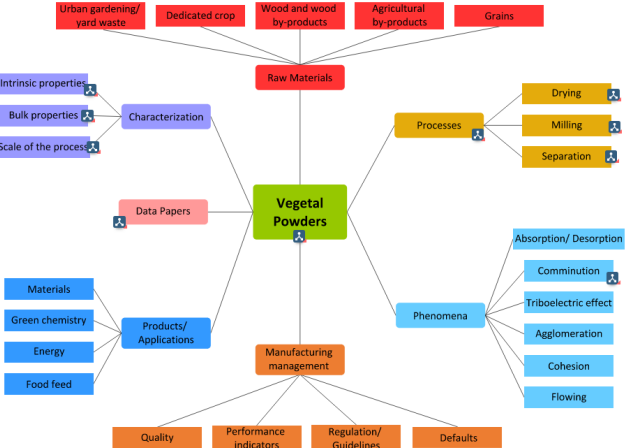 Urban gardening/
yard waste
Dedicated crop
Wood and wood
by-products
Agricultural
by-products
Grains
Raw Materials
Intrinsic properties
Bulk properties
Scale of the process
Characterization
Processes
Drying
Milling
Separation
Data Papers
Vegetal
Powders
Absorption/ Desorption
Comminution
Triboelectric effect
Agglomeration
Cohesion
Flowing
Phenomena
Materials
Green chemistry
Energy
Food feed
Products/
Applications
Manufacturing
management
Quality
Performance
indicators
Regulation/
Guidelines
Defaults